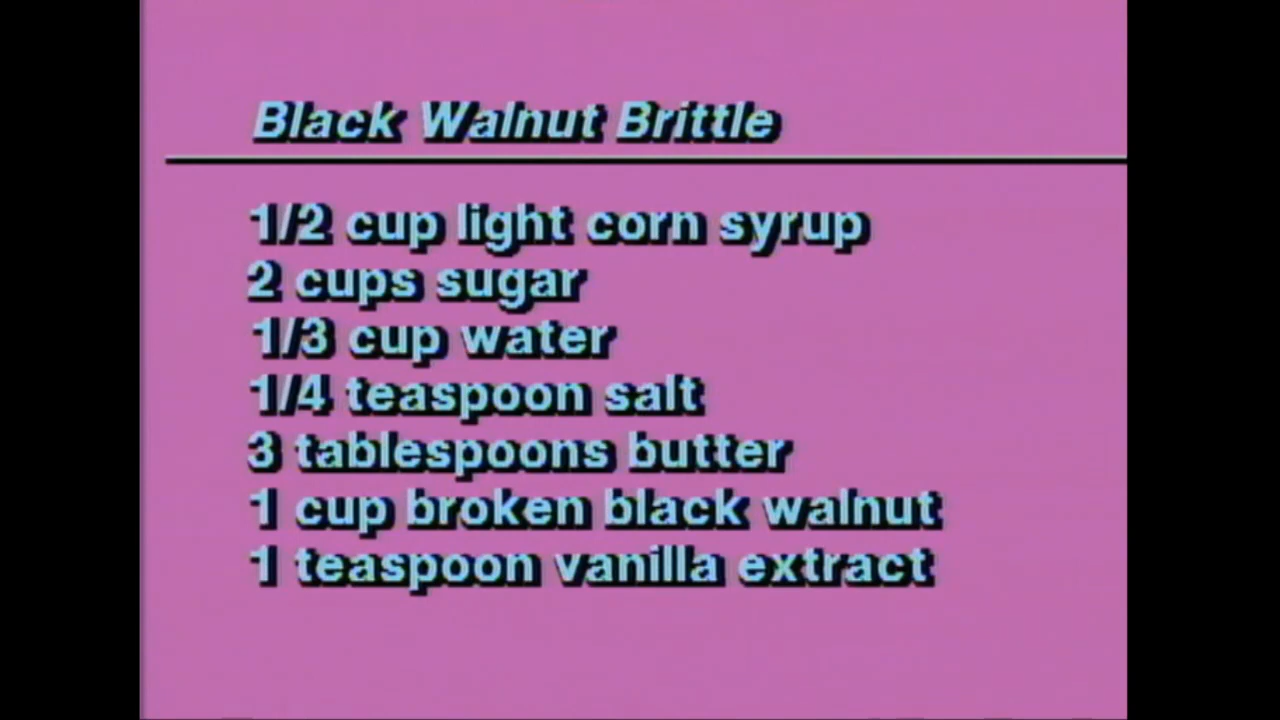 Black Walnut Brittle
1/2 cup light corn syrup
2 cups sugar
1/3 cup water
1/4 teaspoon salt
3 tablespoons butter
1 cup broken black walnut
1 teaspoon vanilla extract